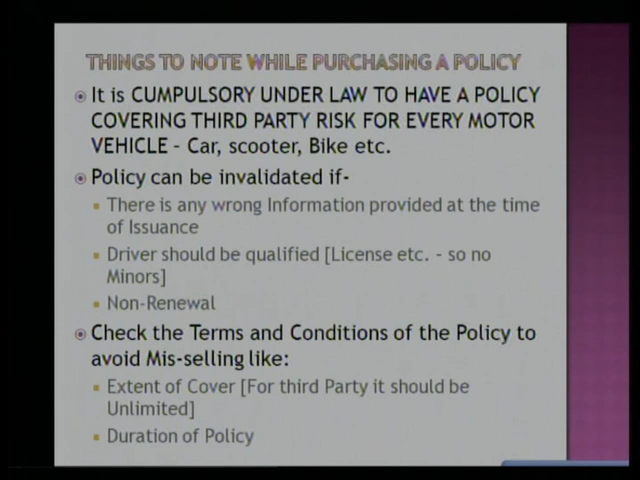 THINGS TO NOTE WHILE PURCHASING A POLICY
It is CUMPULSORY UNDER LAW TO HAVE A POLICY
COVERING THIRD PARTY RISK FOR EVERY MOTOR
VEHICLE - Car, scooter, Bike etc.
Policy can be invalidated if-
There is any wrong Information provided at the time
of Issuance
Driver should be qualified [License etc. - so no
Minors]
Non-Renewal
Check the Terms and Conditions of the Policy to
avoid Mis-selling like:
Extent of Cover [For third Party it should be
Unlimited]
Duration of Policy